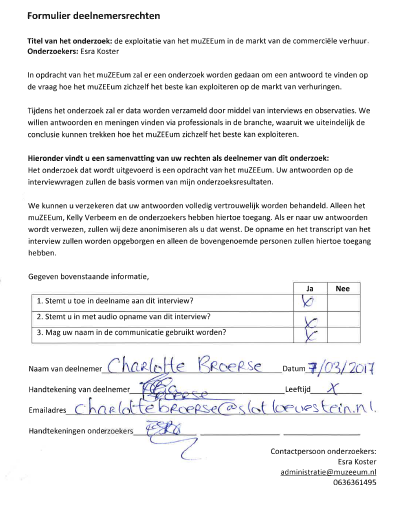 Formulier deelnemersrechten
Titel van het onderzoek: de exploitatie van het muZEEum in de markt van de commerciële verhuur.
Onderzoekers: Esra Koster
In opdracht van het muZEEum zal er een onderzoek worden gedaan om een antwoord te vinden op
de vraag hoe het muZEEum zichzelf het beste kan exploiteren op de markt van verhuringen.
Tijdens het onderzoek zal er data worden verzameld door middel van interviews en observaties. We
willen antwoorden en meningen vinden via professionals in de branche, waaruit we uiteindelijk de
conclusie kunnen trekken hoe het muZEEum zichzelf het beste kan exploiteren.
Hieronder vindt u een samenvatting van uw rechten als deelnemer van dit onderzoek:
Het onderzoek dat wordt uitgevoerd is een opdracht van het muZEEum. Uw antwoorden op de
interviewvragen zullen de basis vormen van mijn onderzoeksresultaten.
We kunnen u verzekeren dat uw antwoorden volledig vertrouwelijk worden behandeld. Alleen het
muZEEum, Kelly Verbeem en de onderzoekers hebben hiertoe toegang. Als er naar uw antwoorden
wordt verwezen, zullen wij deze anonimiseren als u dat wenst. De opname en het transcript van het
interview zullen worden opgeborgen en alleen de bovengenoemde personen zullen hiertoe toegang
hebben.
Gegeven bovenstaande informatie,
Ja Nee
1. Stemt u toe in deelname aan dit interview?
2. Stemt u in met audio opname van dit interview? X
3. Mag uw naam in de communicatie gebruikt worden? X
Naam van deelnemer Charlotte Broerse Datum 7/03/2017
Handtekening van deelnemer Broerse Leeftijd X
Emailadres charlottebroerse@slotloevestein.nl.
Handtekeningen onderzoekers
Contactpersoon onderzoekers:
Esra Koster
administratie@muzeeum.nl
0636361495